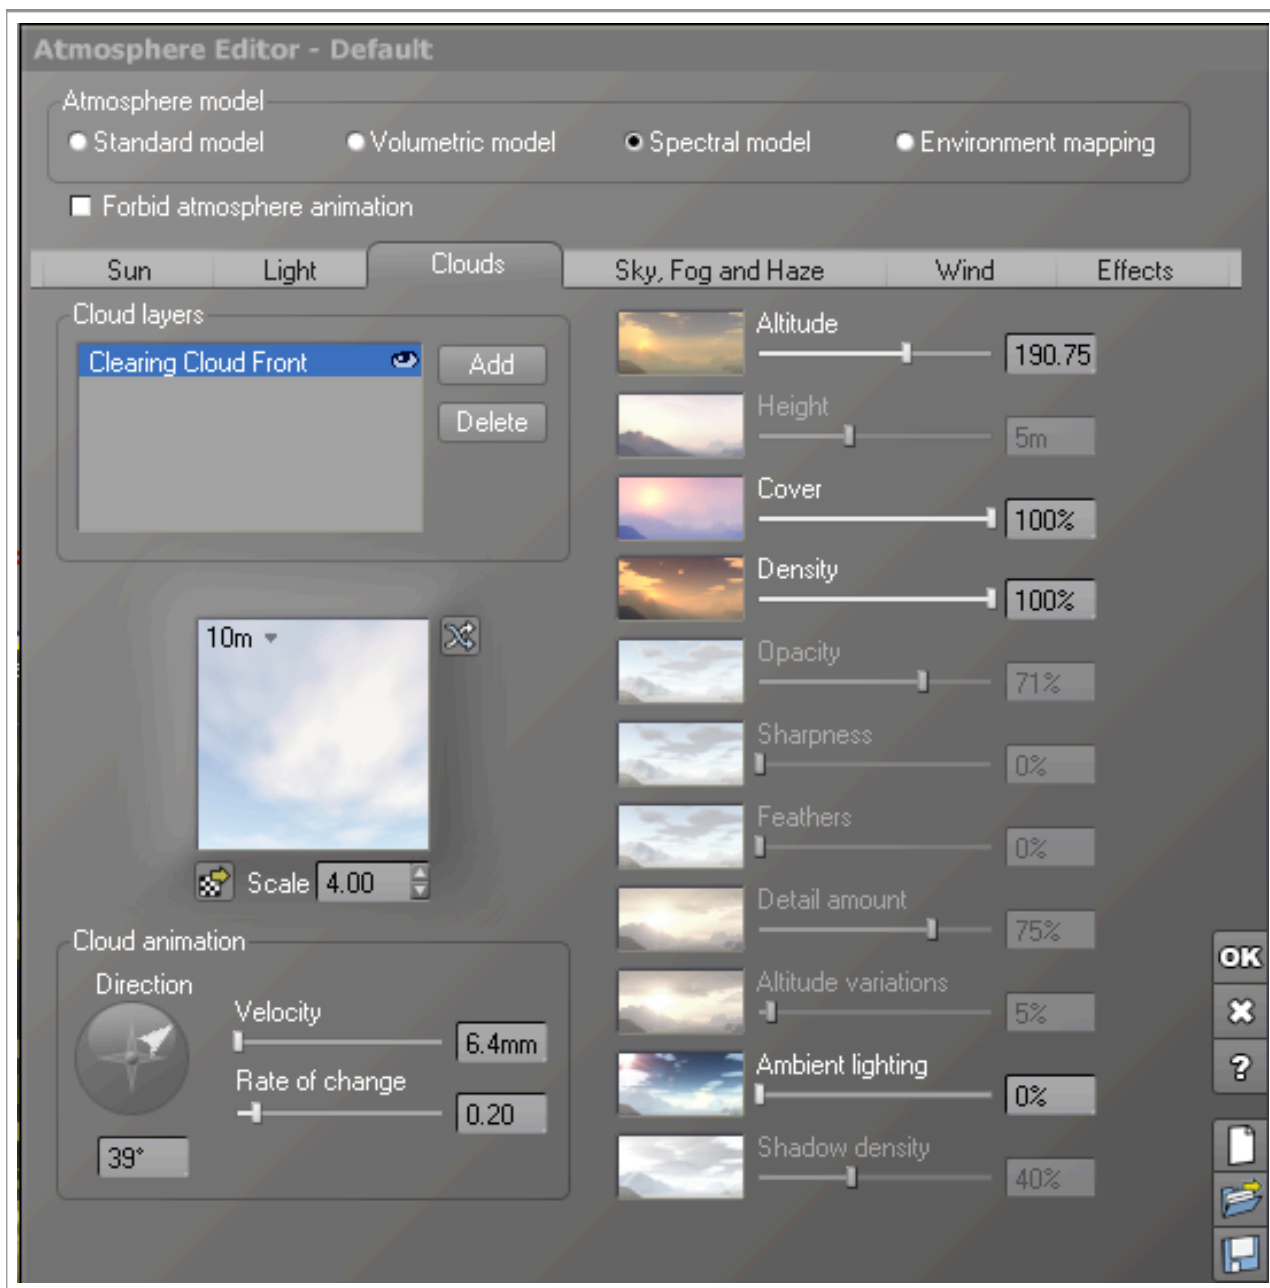 Atmosphere Editor - Default
Atmosphere model
Standard model Volumetric model Spectral model Environment mapping
Forbid atmosphere animation
Sun Light Clouds Sky, Fog and Haze Wind Effects
Cloud layers
Clearing Cloud Front
Add
Delete
10m
Scale 4.00
Cloud animation
Direction
39°
Velocity
6.4mm
Rate of change
0.20
Altitude
190.75
Height
5m
Cover
100%
Density
100%
Opacity
71%
Sharpness
0%
Feathers
0%
Detail amount
75%
Altitude variations
5%
Ambient lighting
0%
Shadow density
40%
OK
?